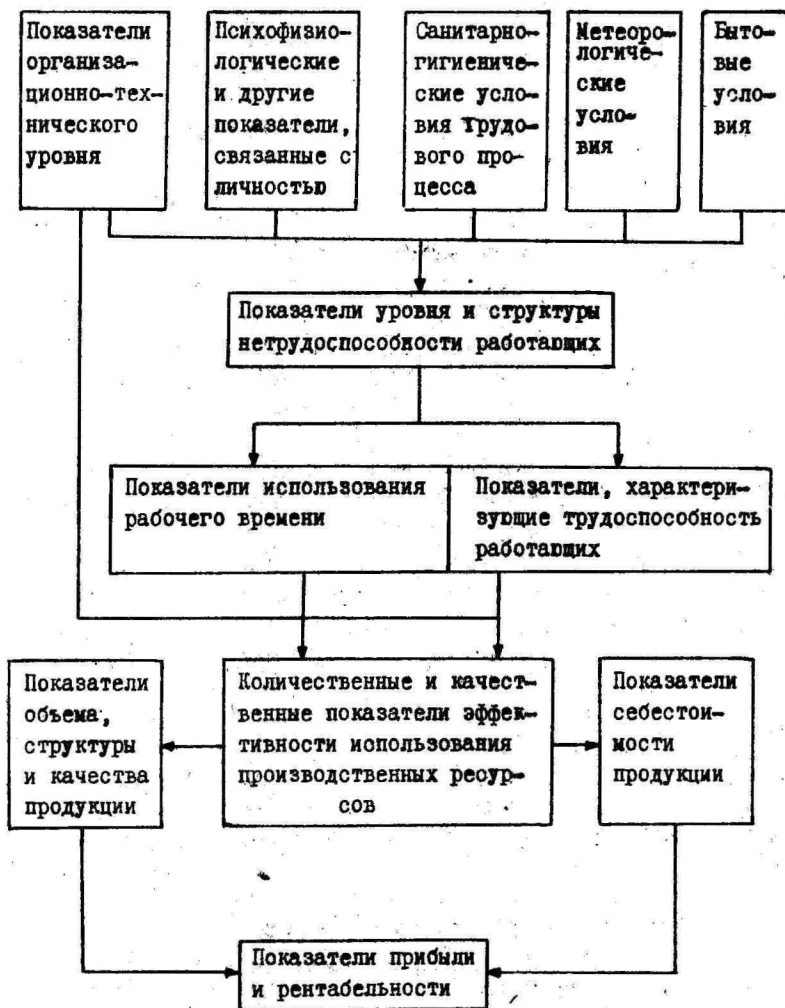 Показатели
организа-
ционно-тех-
нического
уровня
Психофизио-
логические
и другие
показатели,
связанные с
личностью
Санитарно-
гигиениче-
ские усло-
вия трудо-
вого про-
цесса
Метеоро-
логиче-
ские
усло-
вия
Быто-
вые
усло-
вия
Показатели уровня и структуры
нетрудоспособности работающих
Показатели использования
рабочего времени
Показатели, характери-
зующие трудоспособность
работающих
Показатели
объема,
структуры
и качества
продукции
Количественные и качест-
венные показатели эффек-
тивности использования
производственных ресур-
сов
Показатели
себестои-
мости
продукции
Показатели прибыли
и рентабельности